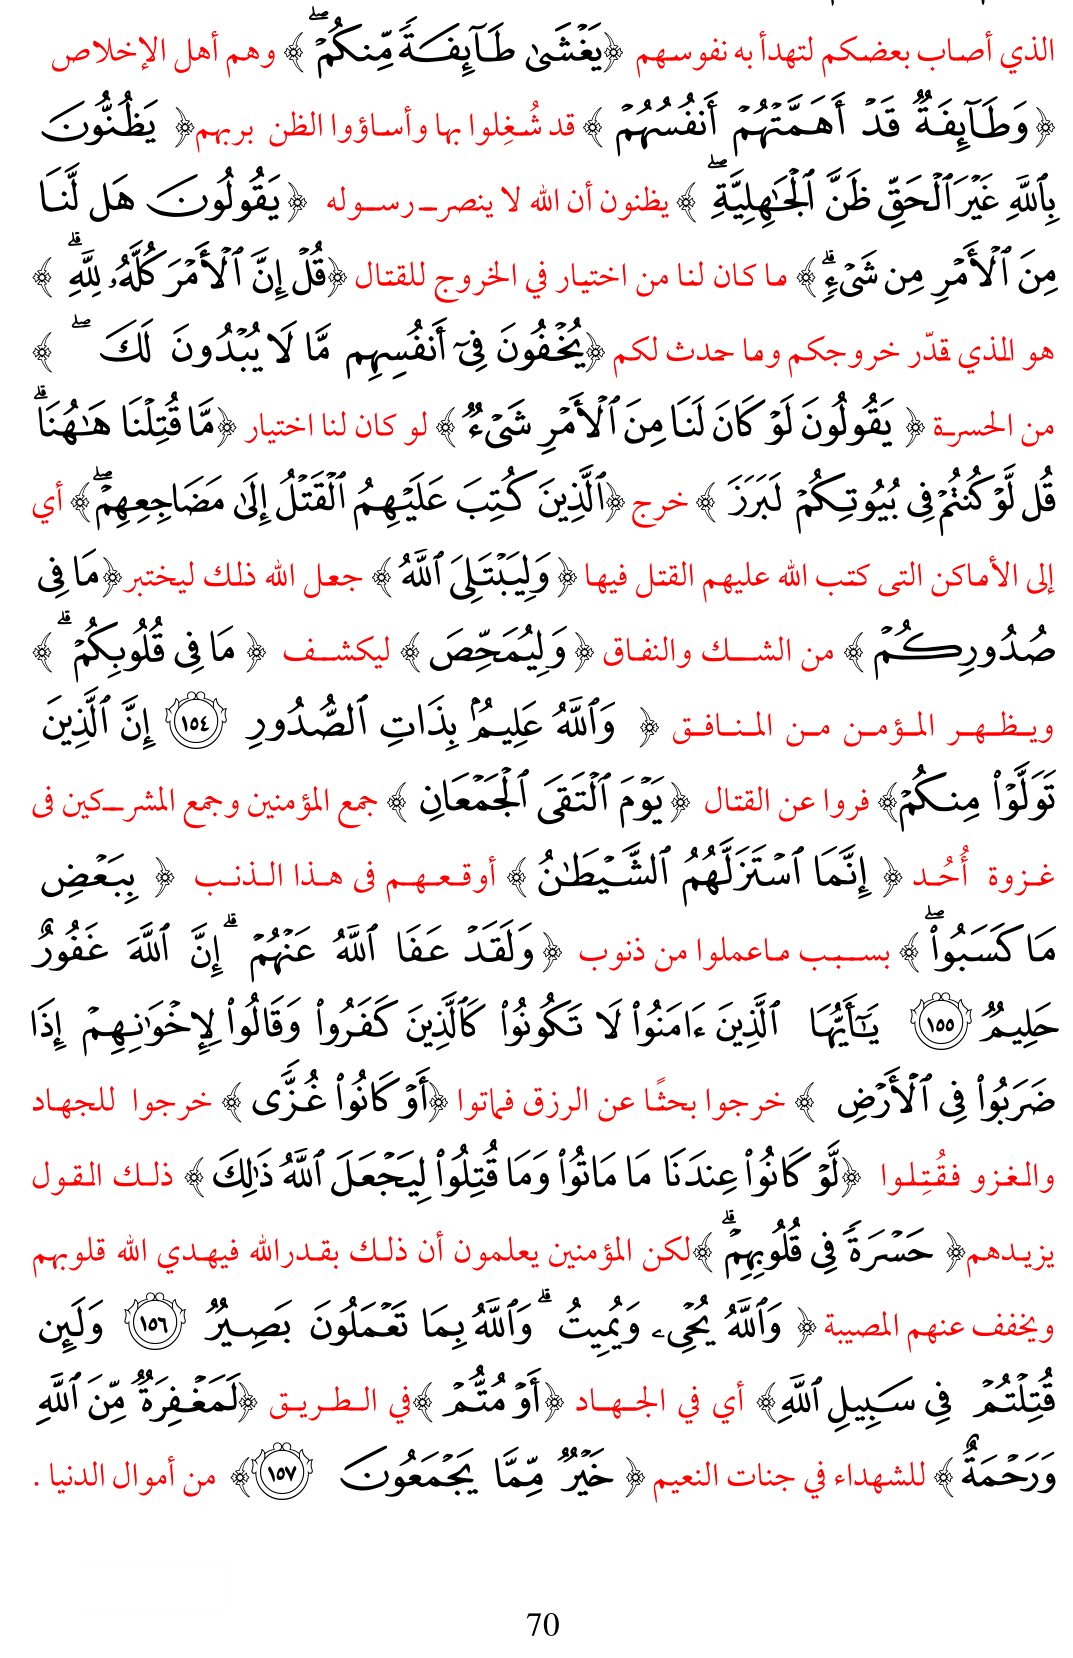 الذي أصاب بعضكم لتهدأ به نفوسهم ﴿يَغْشَىٰ طَآئِفَةً مِّنكُمْ ۖ﴾ وهم أهل الإخلاص
﴿وَطَآئِفَةٌ قَدْ أَهَمَّتْهُمْ أَنفُسُهُمْ﴾ قد شُغِلوا بها وأساؤوا الظن بربهم﴿ يَظُنُّونَ
بِٱللَّهِ غَيْرَ ٱلْحَقِّ ظَنَّ ٱلْجَـٰهِلِيَّةِ ۖ﴾ يظنون أن الله لا ينصر رسوله ﴿يَقُولُونَ هَل لَّنَا
مِنَ ٱلْأَمْرِ مِن شَىْءٍ ۗ﴾ ما كان لنا من اختيار في الخروج للقتال ﴿قُلْ إِنَّ ٱلْأَمْرَ كُلَّهُۥ لِلَّهِ ۗ﴾
هو الذي قدّر خروجكم وما حدث لكم ﴿يُخْفُونَ فِىٓ أَنفُسِهِم مَّا لَا يُبْدُونَ لَكَ ۖ﴾
من الحسرة ﴿ يَقُولُونَ لَوْ كَانَ لَنَا مِنَ ٱلْأَمْرِ شَىْءٌ﴾ لو كان لنا اختيار ﴿مَّا قُتِلْنَا هَـٰهُنَا ۗ
قُل لَّوْ كُنتُمْ فِى بُيُوتِكُمْ لَبَرَزَ ﴾ خرج ﴿ٱلَّذِينَ كُتِبَ عَلَيْهِمُ ٱلْقَتْلُ إِلَىٰ مَضَاجِعِهِمْ ۖ﴾ أي
إلى الأماكن التى كتب الله عليهم القتل فيها ﴿وَلِيَبْتَلِىَ ٱللَّهُ﴾ جعل الله ذلك ليختبر﴿مَا فِى
صُدُورِكُمْ ﴾ من الشك والنفاق ﴿وَلِيُمَحِّصَ ﴾ ليكشف ﴿ مَا فِى قُلُوبِكُمْ ۗ﴾
ويظهر المؤمن من المنافق ﴿ وَٱللَّهُ عَلِيمٌۢ بِذَاتِ ٱلصُّدُورِ ١٥٤ إِنَّ ٱلَّذِينَ
تَوَلَّوْا۟ مِنكُمْ﴾ فروا عن القتال ﴿يَوْمَ ٱلْتَقَى ٱلْجَمْعَانِ ﴾ جمع المؤمنين وجمع المشركين فى
غزوة أُحُد ﴿ إِنَّمَا ٱسْتَزَلَّهُمُ ٱلشَّيْطَـٰنُ ﴾ أوقعهم فى هذا الذنب ﴿ بِبَعْضِ
مَا كَسَبُوا۟ ۖ﴾ بسبب ماعملوا من ذنوب ﴿وَلَقَدْ عَفَا ٱللَّهُ عَنْهُمْ ۗ إِنَّ ٱللَّهَ غَفُورٌ
حَلِيمٌ ١٥٥ يَـٰٓأَيُّهَا ٱلَّذِينَ ءَامَنُوا۟ لَا تَكُونُوا۟ كَٱلَّذِينَ كَفَرُوا۟ وَقَالُوا۟ لِإِخْوَٰنِهِمْ إِذَا
ضَرَبُوا۟ فِى ٱلْأَرْضِ ﴾ خرجوا بحثًا عن الرزق فماتوا ﴿أَوْ كَانُوا۟ غُزًّى ﴾ خرجوا للجهاد
والغزو فقُتِلوا ﴿لَّوْ كَانُوا۟ عِندَنَا مَا مَاتُوا۟ وَمَا قُتِلُوا۟ لِيَجْعَلَ ٱللَّهُ ذَٰلِكَ ﴾ ذلك القول
يزيدهم﴿ حَسْرَةً فِى قُلُوبِهِمْ ۗ﴾لكن المؤمنين يعلمون أن ذلك بقدرالله فيهدي الله قلوبهم
ويخفف عنهم المصيبة ﴿ وَٱللَّهُ يُحْىِۦ وَيُمِيتُ ۗ وَٱللَّهُ بِمَا تَعْمَلُونَ بَصِيرٌ ١٥٦ وَلَئِن
قُتِلْتُمْ فِى سَبِيلِ ٱللَّهِ﴾ أي في الجهاد ﴿أَوْ مُتُّمْ ﴾في الطريق ﴿لَمَغْفِرَةٌ مِّنَ ٱللَّهِ
وَرَحْمَةٌ﴾ للشهداء في جنات النعيم ﴿ خَيْرٌ مِّمَّا يَجْمَعُونَ ١٥٧﴾ من أموال الدنيا .
70